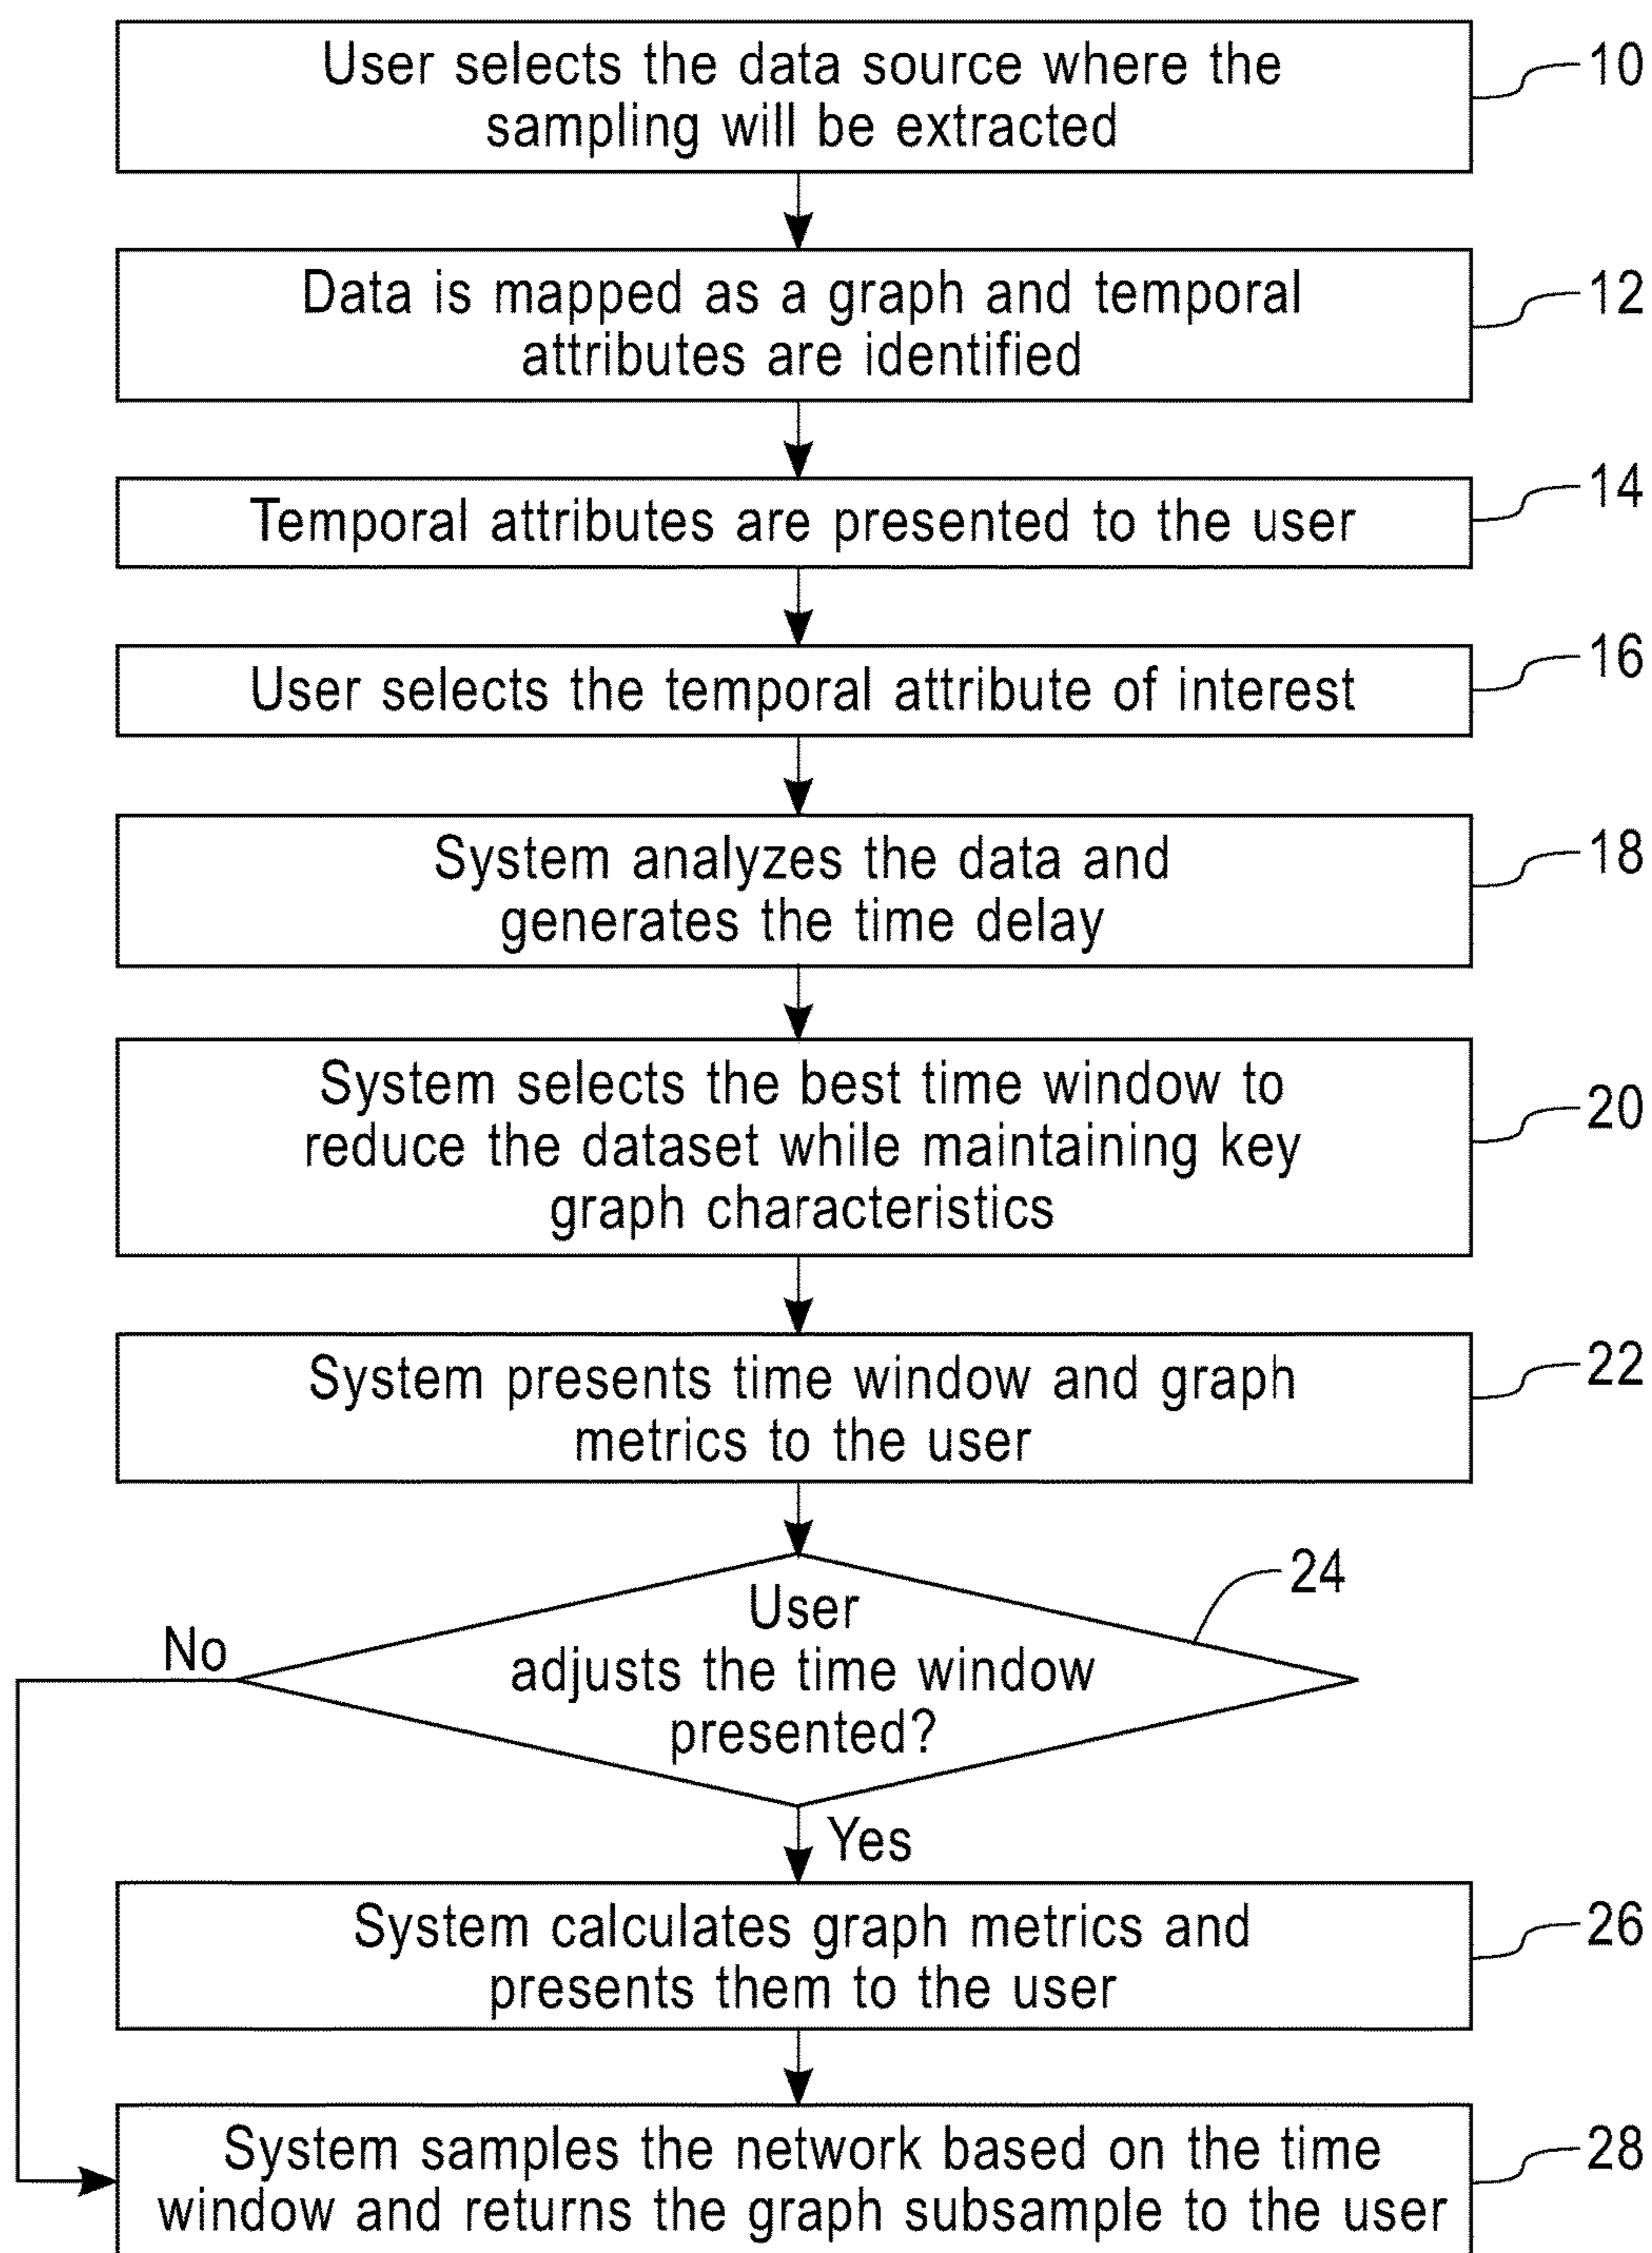 User selects the data source where the
sampling will be extracted
10
Data is mapped as a graph and temporal
attributes are identified
12
Temporal attributes are presented to the user
14
User selects the temporal attribute of interest
16
System analyzes the data and
generates the time delay
18
System selects the best time window to
reduce the dataset while maintaining key
graph characteristics
20
System presents time window and graph
metrics to the user
22
User
adjusts the time window
presented?
24
No
Yes
System calculates graph metrics and
presents them to the user
26
System samples the network based on the time
window and returns the graph subsample to the user
28